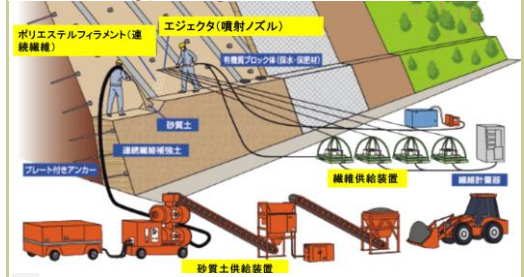 ポリエステルフィラメント(連
続繊維)
エジェクタ(噴射ノズル)
有機質ブロック体(保水・保肥材)
砂質土
連続繊維補強土
プレート付きアンカー
繊維供給装置
繊維計量器
砂質土供給装置